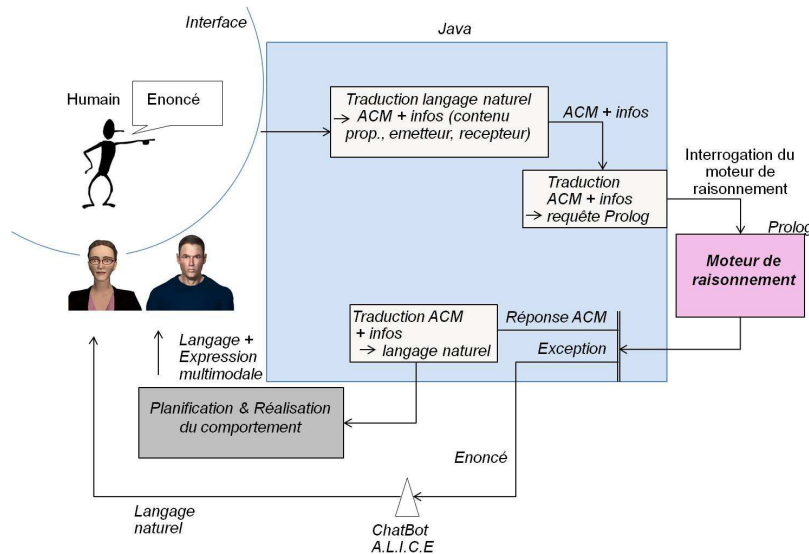 Interface
Java
Humain
Enoncé
Traduction langage naturel
→ ACM + infos (contenu
prop., emetteur, recepteur)
ACM + infos
Traduction
ACM + infos
→ requête Prolog
Interrogation du
moteur de
raisonnement
Prolog
Moteur de
raisonnement
Traduction ACM
+ infos
→ langage naturel
Réponse ACM
Exception
Langage +
Expression
multimodale
Planification & Réalisation
du comportement
Enoncé
Langage
naturel
ChatBot
A.L.I.C.E